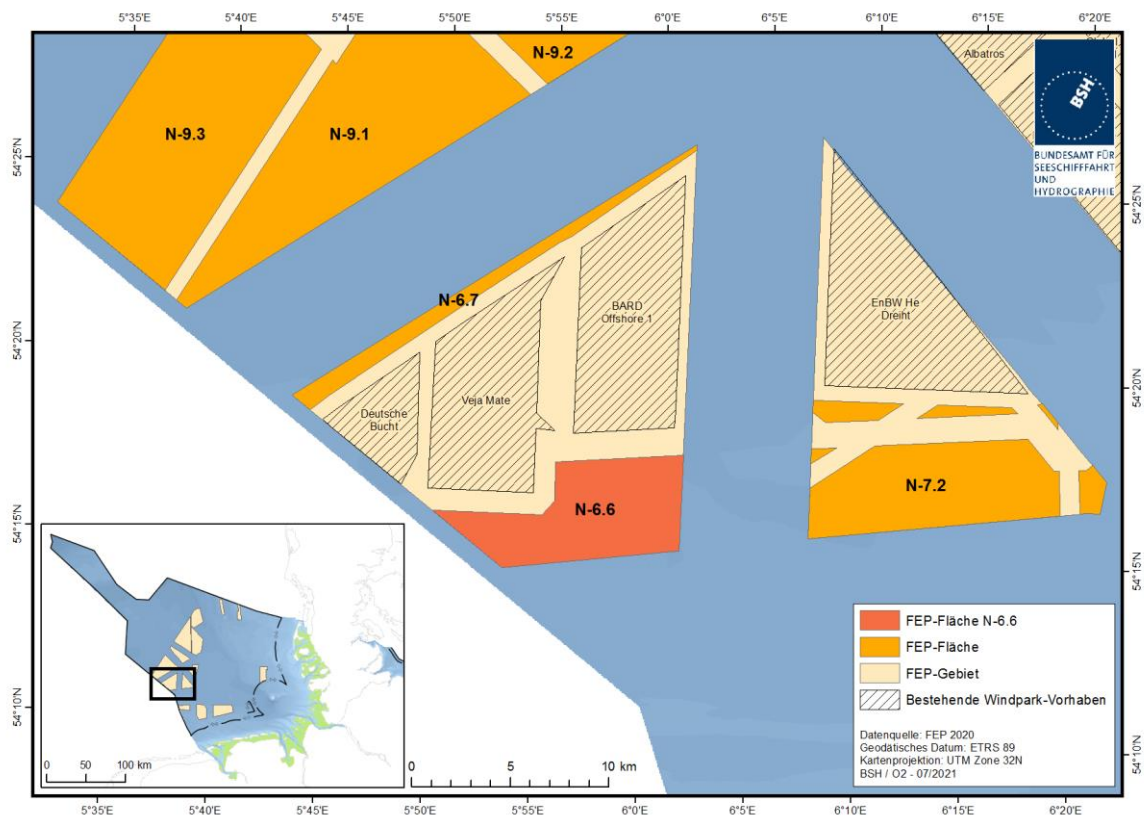 5°35'E 5°40'E 5°45'E 5°50'E 5°55'E 6°0'E 6°5'E 6°10'E 6°15'E 6°20'E
N-9.2
Albatros
N-9.3
N-9.1
BSH
BUNDESAMT FÜR
SEESCHIFFFAHRT
UND
HYDROGRAPHIE
54°25'N
54°25'N
N-6.7
BARD
Offshore 1
EnBW He
Dreiht
54°20'N
54°20'N
Veja Mate
Deutsche
Bucht
N-7.2
N-6.6
54°15'N
54°15'N
FEP-Fläche N-6.6
FEP-Fläche
FEP-Gebiet
Bestehende Windpark-Vorhaben
Datenquelle: FEP 2020
Geodätisches Datum: ETRS 89
Kartenprojektion: UTM Zone 32N
BSH / O2 - 07/2021
54°10'N
54°10'N
0 50 100 km
0 5 10 km
5°35'E 5°40'E 5°45'E 5°50'E 5°55'E 6°0'E 6°5'E 6°10'E 6°15'E 6°20'E